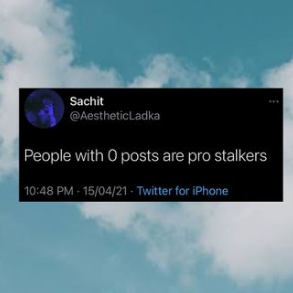 Sachit
@AestheticLadka
People with 0 posts are pro stalkers
10:48 PM · 15/04/21 · Twitter for iPhone